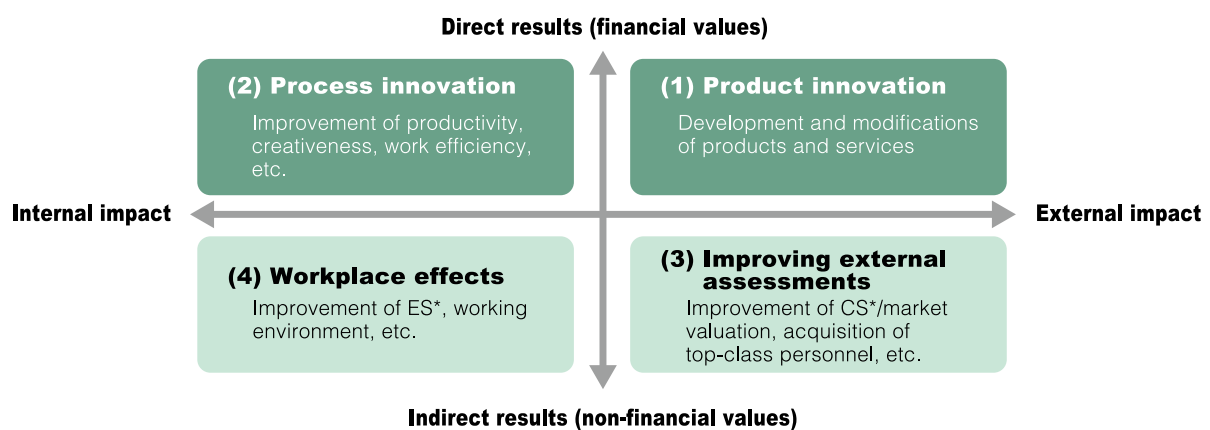 Direct results (financial values)
(2) Process innovation
Improvement of productivity,
creativeness, work efficiency,
etc.
(1) Product innovation
Development and modifications
of products and services
Internal impact
External impact
(4) Workplace effects
Improvement of ES*, working
environment, etc.
(3) Improving external
assessments
Improvement of CS*/market
valuation, acquisition of
top-class personnel, etc.
Indirect results (non-financial values)